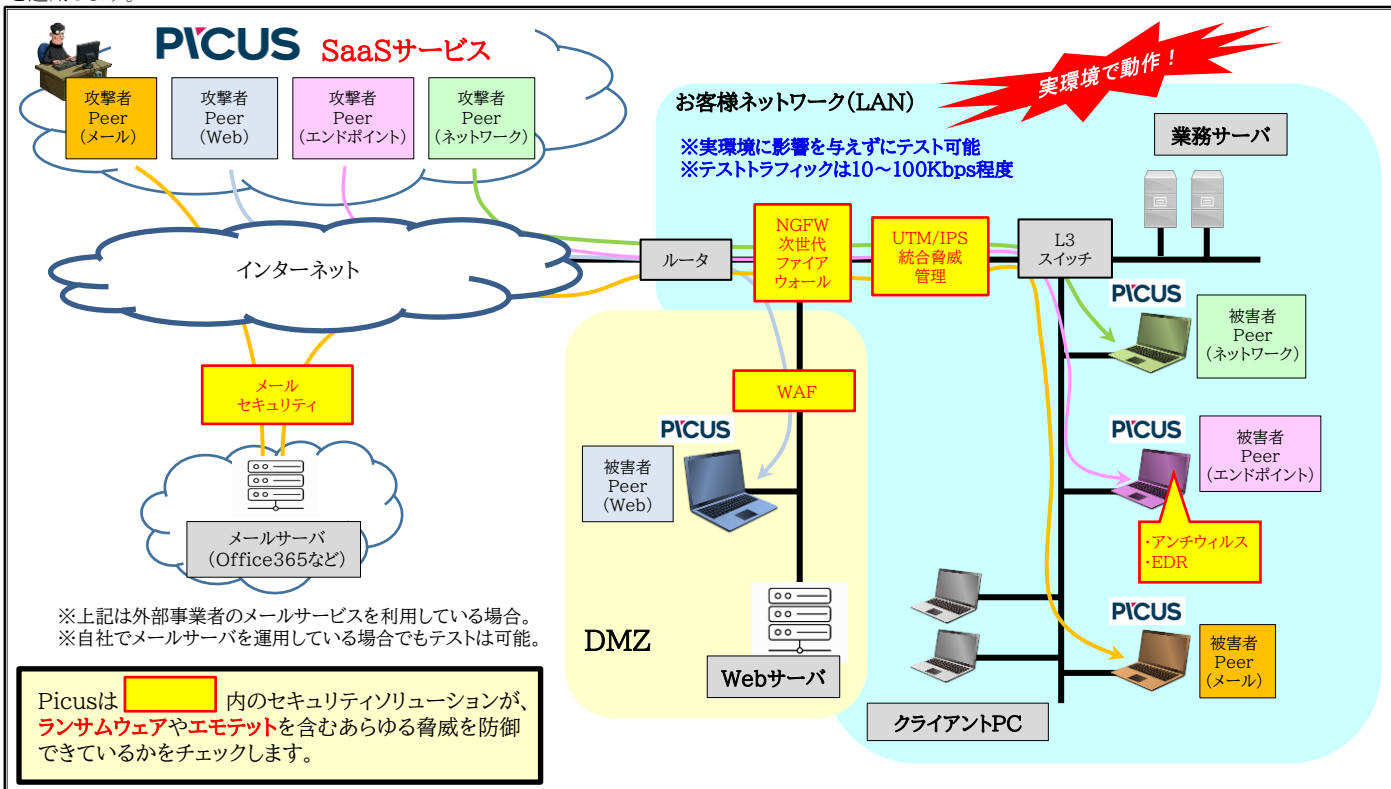 PICUS SaaSサービス
攻撃者
Peer
(メール)
攻撃者
Peer
(Web)
攻撃者
Peer
(エンドポイント)
攻撃者
Peer
(ネットワーク)
実環境で動作！
お客様ネットワーク(LAN)
※実環境に影響を与えずにテスト可能
※テストトラフィックは10～100Kbps程度
業務サーバ
インターネット
ルータ
NGFW
次世代
ファイア
ウォール
UTM/IPS
統合脅威
管理
L3
スイッチ
PICUS
被害者
Peer
(ネットワーク)
メール
セキュリティ
WAF
PICUS
被害者
Peer
(Web)
PICUS
被害者
Peer
(エンドポイント)
・アンチウィルス
・EDR
メールサーバ
(Office365など)
※上記は外部事業者のメールサービスを利用している場合。
※自社でメールサーバを運用している場合でもテストは可能。
DMZ
Webサーバ
PICUS
被害者
Peer
(メール)
クライアントPC
Picusは 内のセキュリティソリューションが、
ランサムウェアやエモテットを含むあらゆる脅威を防御
できているかをチェックします。